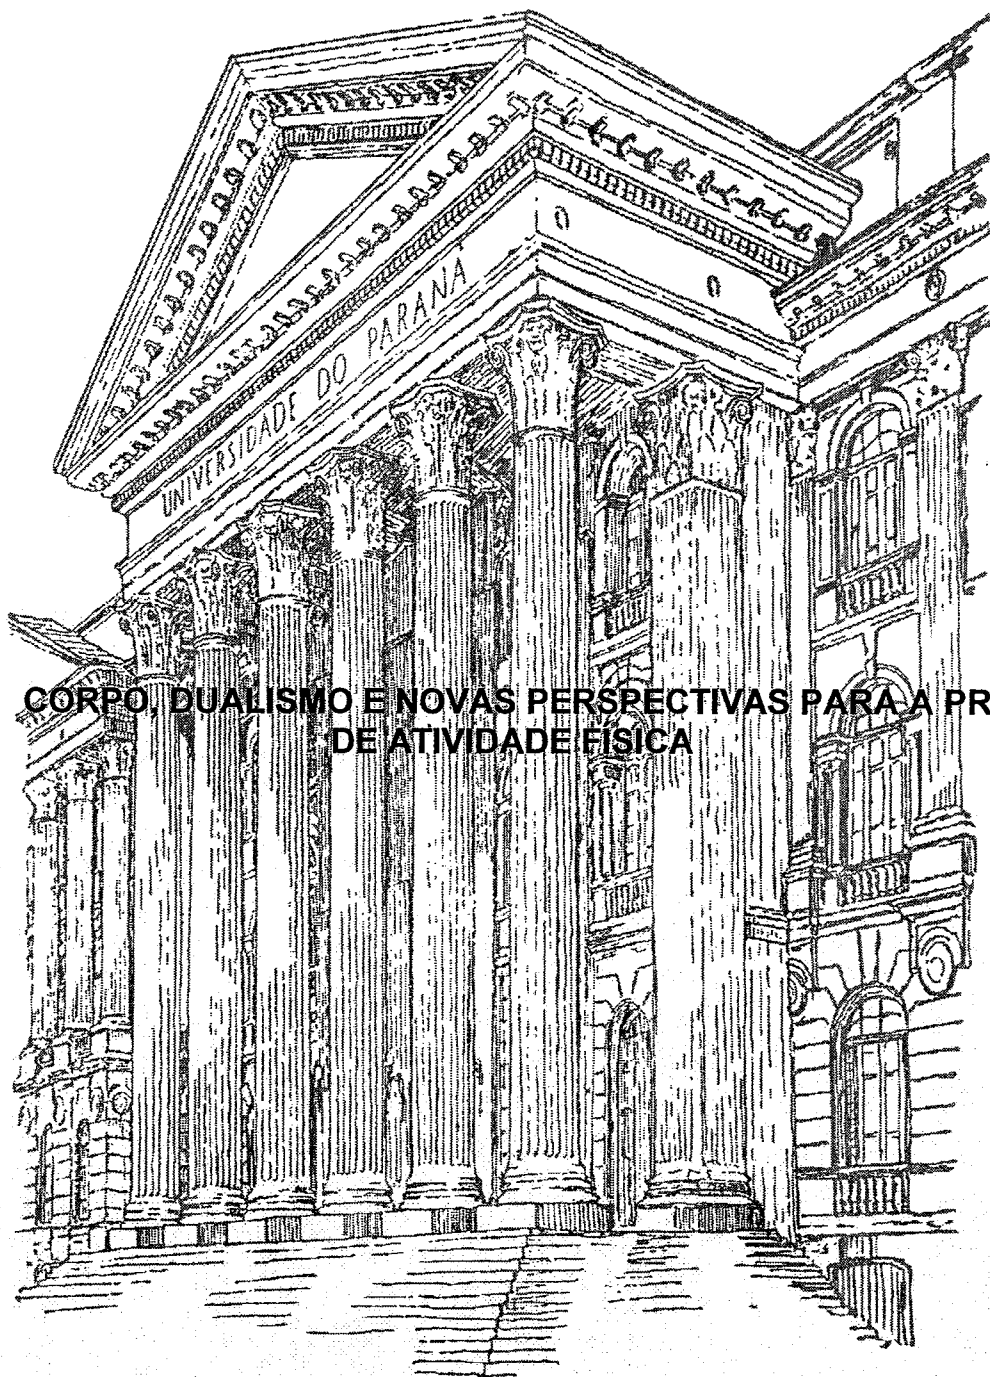 UNIVERSIDADE DO PARANÁ
CORPO, DUALISMO E NOVAS PERSPECTIVAS PARA A PR
DE ATIVIDADE FÍSICA